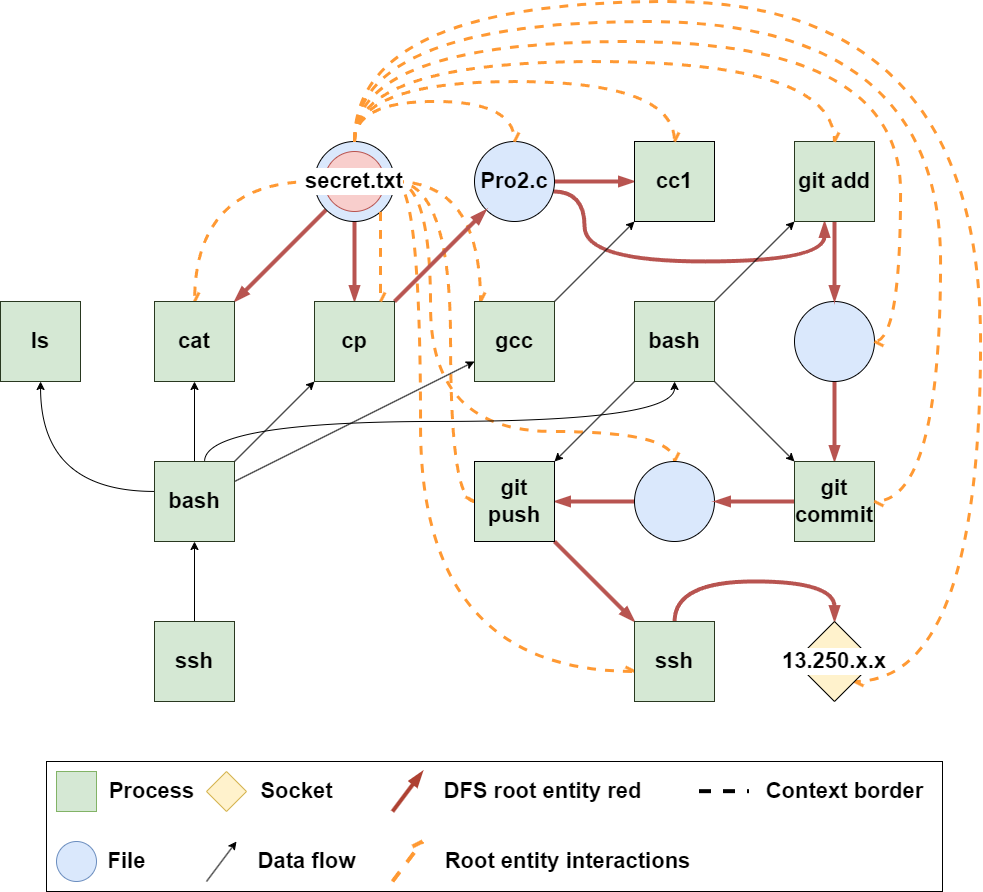 secret.txt
Pro2.c
cc1
git add
ls
cat
cp
gcc
bash
bash
git
push
git
commit
ssh
ssh
13.250.x.x
Process
Socket
DFS root entity red
Context border
File
Data flow
Root entity interactions